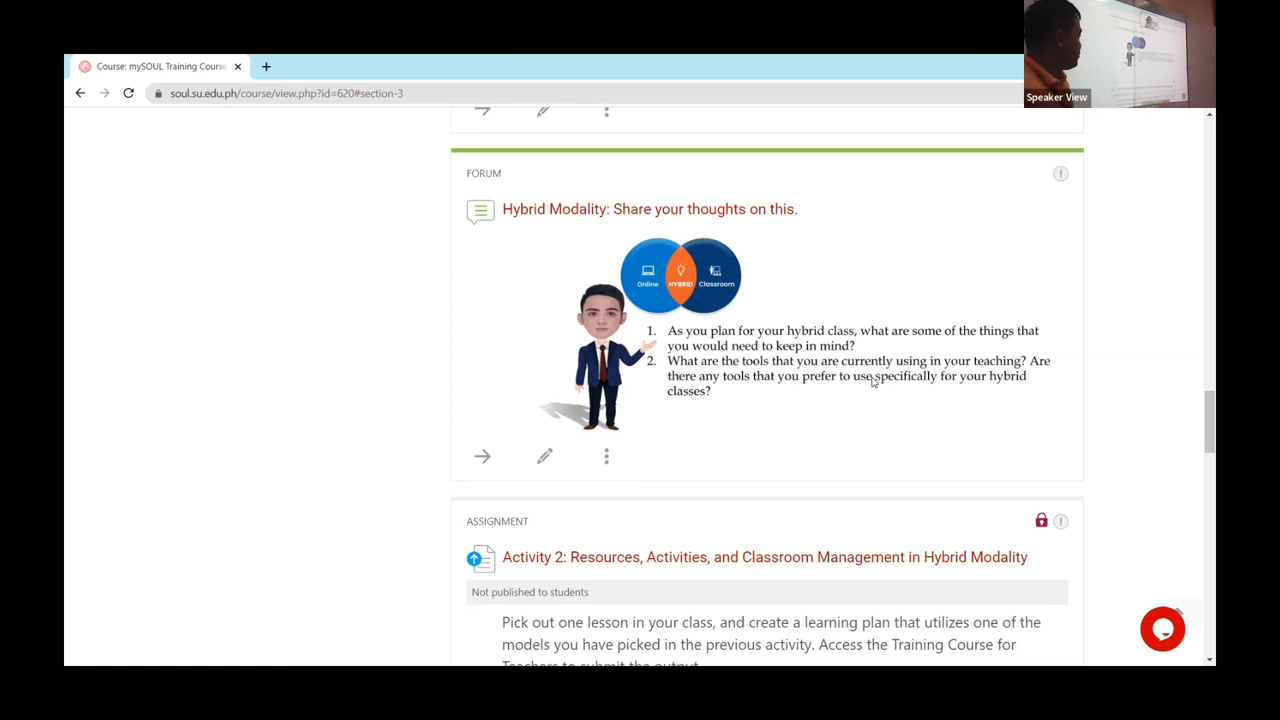 Course: mySOUL Training Course
soul.su.edu.ph/course/view.php?id=620#section-3
Speaker View
FORUM
Hybrid Modality: Share your thoughts on this.
Online
HYBRID
Classroom
1. As you plan for your hybrid class, what are some of the things that
you would need to keep in mind?
2. What are the tools that you are currently using in your teaching? Are
there any tools that you prefer to use specifically for your hybrid
classes?
ASSIGNMENT
Activity 2: Resources, Activities, and Classroom Management in Hybrid Modality
Not published to students
Pick out one lesson in your class, and create a learning plan that utilizes one of the
models you have picked in the previous activity. Access the Training Course for
Teachers to submit the output.